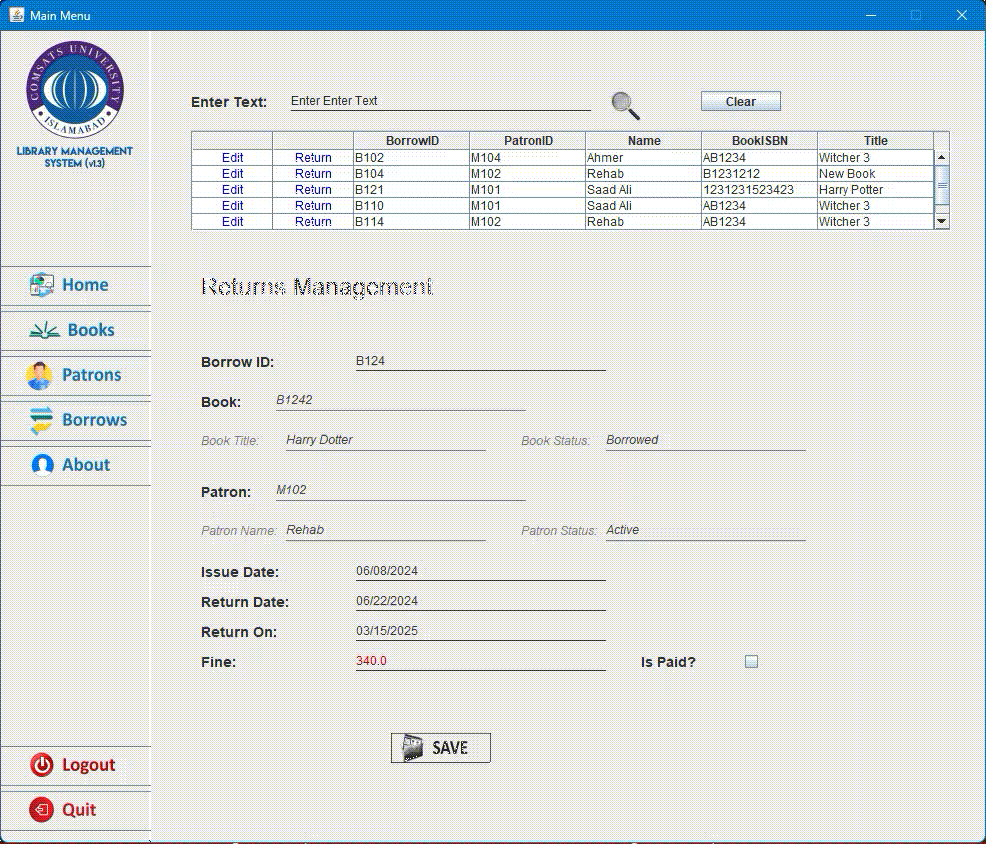 Main Menu
COMSATS UNIVERSITY
ISLAMABAD
LIBRARY MANAGEMENT
SYSTEM (v1.3)
Enter Text: Enter Enter Text Clear
BorrowID PatronID Name BookISBN Title
Edit Return B102 M104 Ahmer AB1234 Witcher 3
Edit Return B104 M102 Rehab B1231212 New Book
Edit Return B121 M101 Saad Ali 1231231523423 Harry Potter
Edit Return B110 M101 Saad Ali AB1234 Witcher 3
Edit Return B114 M102 Rehab AB1234 Witcher 3
Home
Books
Patrons
Borrows
About
Logout
Quit
Returns Management
Borrow ID: B124
Book: B1242
Book Title: Harry Dotter Book Status: Borrowed
Patron: M102
Patron Name: Rehab Patron Status: Active
Issue Date: 06/08/2024
Return Date: 06/22/2024
Return On: 03/15/2025
Fine: 340.0 Is Paid?
SAVE